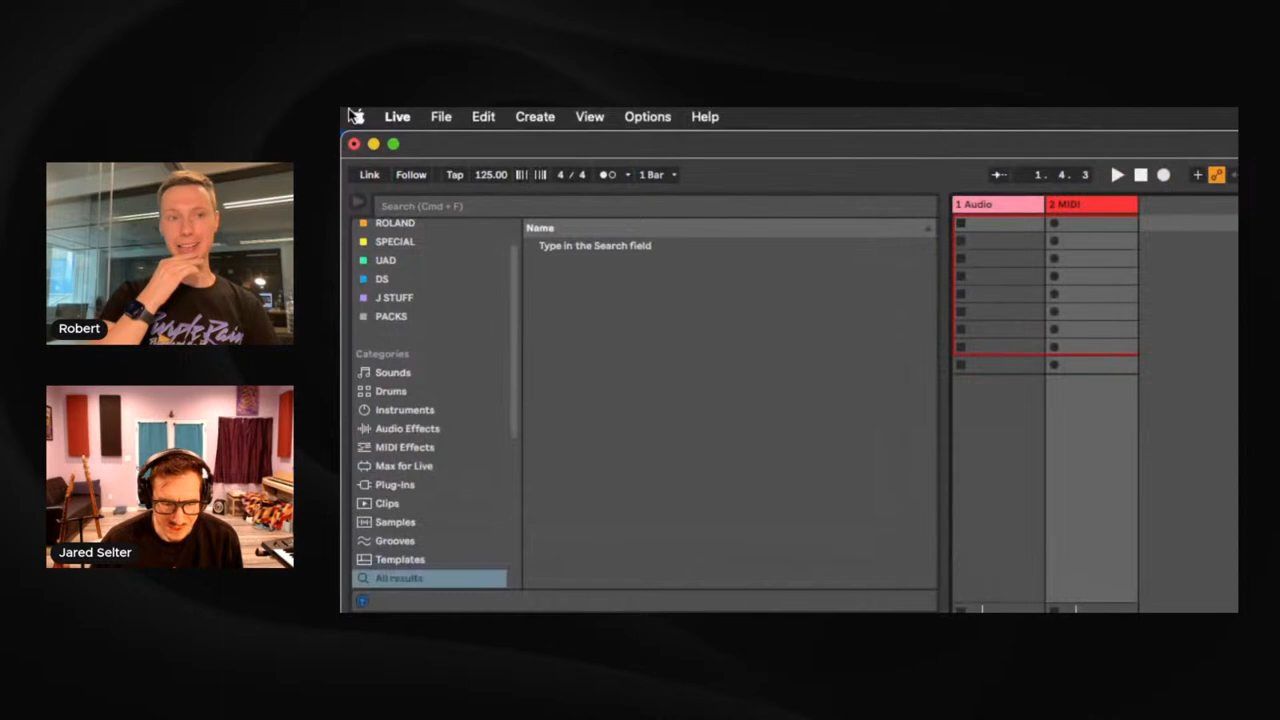 Live File Edit Create View Options Help
Link Follow Tap 125.00 4 / 4 1 Bar 1. 4. 3
Search (Cmd + F)
ROLAND
SPECIAL
UAD
DS
J STUFF
PACKS
Categories
Sounds
Drums
Instruments
Audio Effects
MIDI Effects
Max for Live
Plug-Ins
Clips
Samples
Grooves
Templates
All results
Name
Type in the Search field
1 Audio
2 MIDI
Robert
Purple Rain
Jared Selter